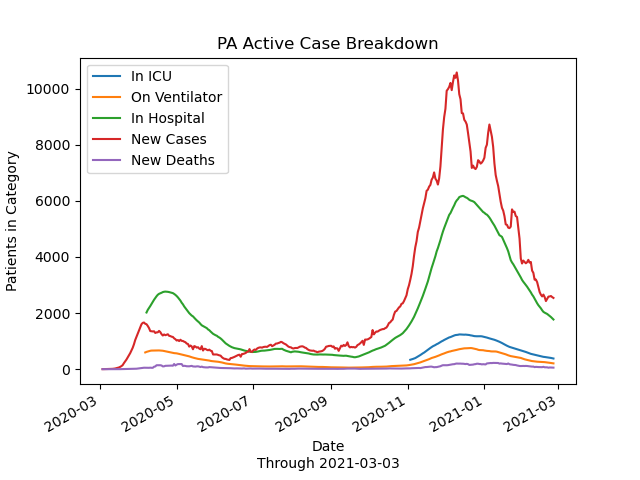 PA Active Case Breakdown
In ICU
On Ventilator
In Hospital
New Cases
New Deaths
Patients in Category
10000
8000
6000
4000
2000
0
2020-03
2020-05
2020-07
2020-09
2020-11
2021-01
2021-03
Date
Through 2021-03-03